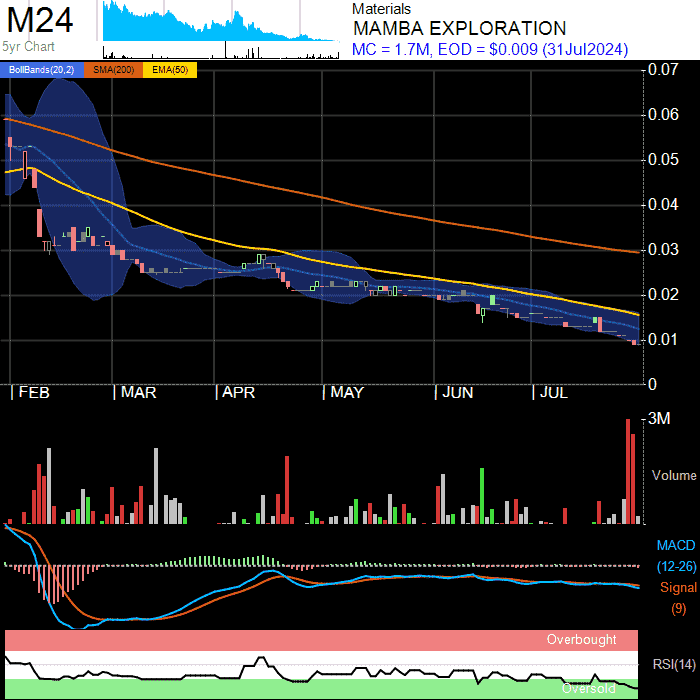 M24
5yr Chart
Materials
MAMBA EXPLORATION
MC = 1.7M, EOD = $0.009 (31Jul2024)
BollBands(20,2) SMA(200) EMA(50)
0.07
0.06
0.05
0.04
0.03
0.02
0.01
0
FEB MAR APR MAY JUN JUL
3M
Volume
MACD
(12-26)
Signal
(9)
Overbought
RSI(14)
Oversold